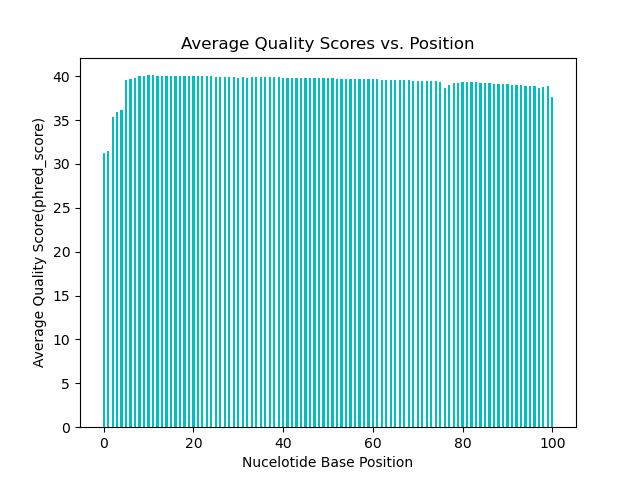 Average Quality Scores vs. Position
Average Quality Score(phred_score)
40
35
30
25
20
15
10
5
0
0 20 40 60 80 100
Nucelotide Base Position